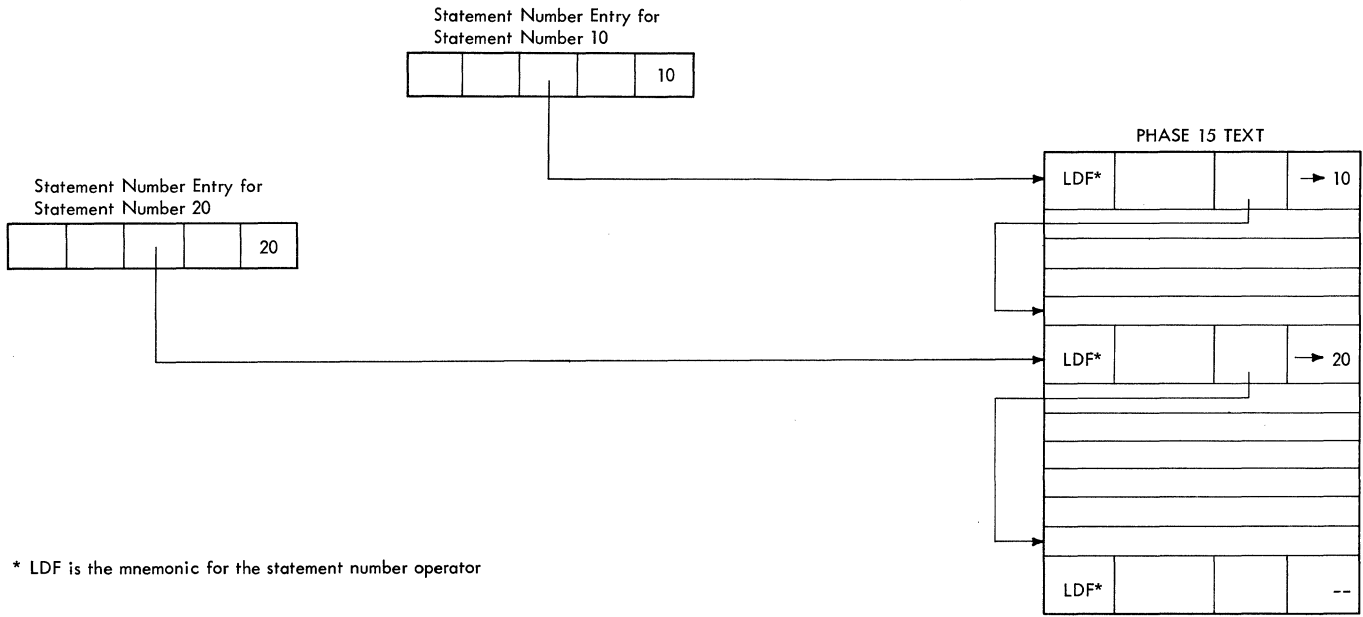 Statement Number Entry for
Statement Number 10
10
PHASE 15 TEXT
LDF* 10
Statement Number Entry for
Statement Number 20
20
LDF* 20
* LDF is the mnemonic for the statement number operator
LDF* --